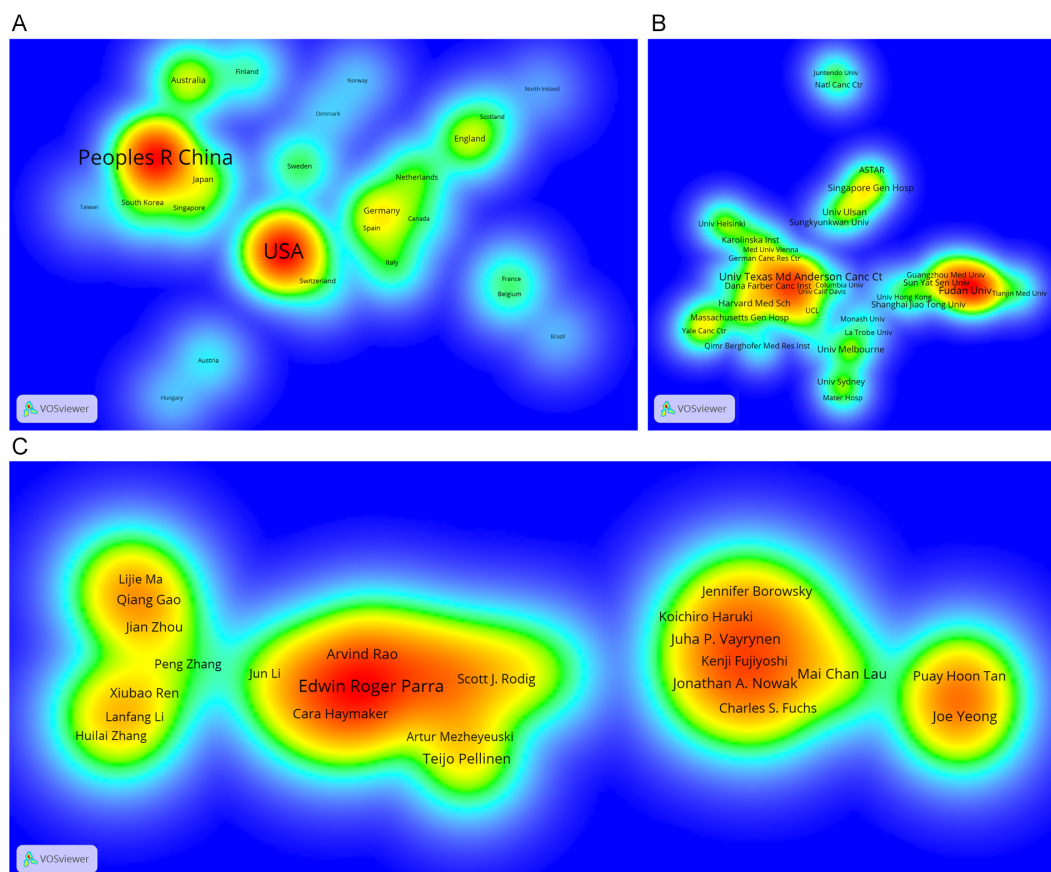 A
Australia
Finland
Norway
North Ireland
Denmark
Scotland
England
Peoples R China
Sweden
Netherlands
Japan
South Korea
Singapore
Taiwan
Germany
Canada
Spain
USA
Italy
Switzerland
France
Belgium
Brazil
Austria
Hungary
VOSviewer
B
Juntendo Univ
Natl Canc Ctr
ASTAR
Singapore Gen Hosp
Univ Ulsan
Sungkyunkwan Univ
Univ Helsinki
Karolinska Inst
Med Univ Vienna
German Canc Res Ctr
Univ Texas Md Anderson Canc Ct
Dana Farber Canc Inst
Columbia Univ
Univ Calif Davis
Harvard Med Sch
UCL
Massachusetts Gen Hosp
Yale Canc Ctr
Qimr Berghofer Med Res Inst
Guangzhou Med Univ
Sun Yat Sen Univ
Fudan Univ
Tianjin Med Univ
Univ Hong Kong
Shanghai Jiao Tong Univ
Monash Univ
La Trobe Univ
Univ Melbourne
Univ Sydney
Mater Hosp
VOSviewer
C
Lijie Ma
Qiang Gao
Jian Zhou
Peng Zhang
Xiubao Ren
Lanfang Li
Huilai Zhang
Jun Li
Arvind Rao
Edwin Roger Parra
Scott J. Rodig
Cara Haymaker
Artur Mezheyeuski
Teijo Pellinen
Jennifer Borowsky
Koichiro Haruki
Juha P. Vayrynen
Kenji Fujiyoshi
Mai Chan Lau
Jonathan A. Nowak
Charles S. Fuchs
Puay Hoon Tan
Joe Yeong
VOSviewer